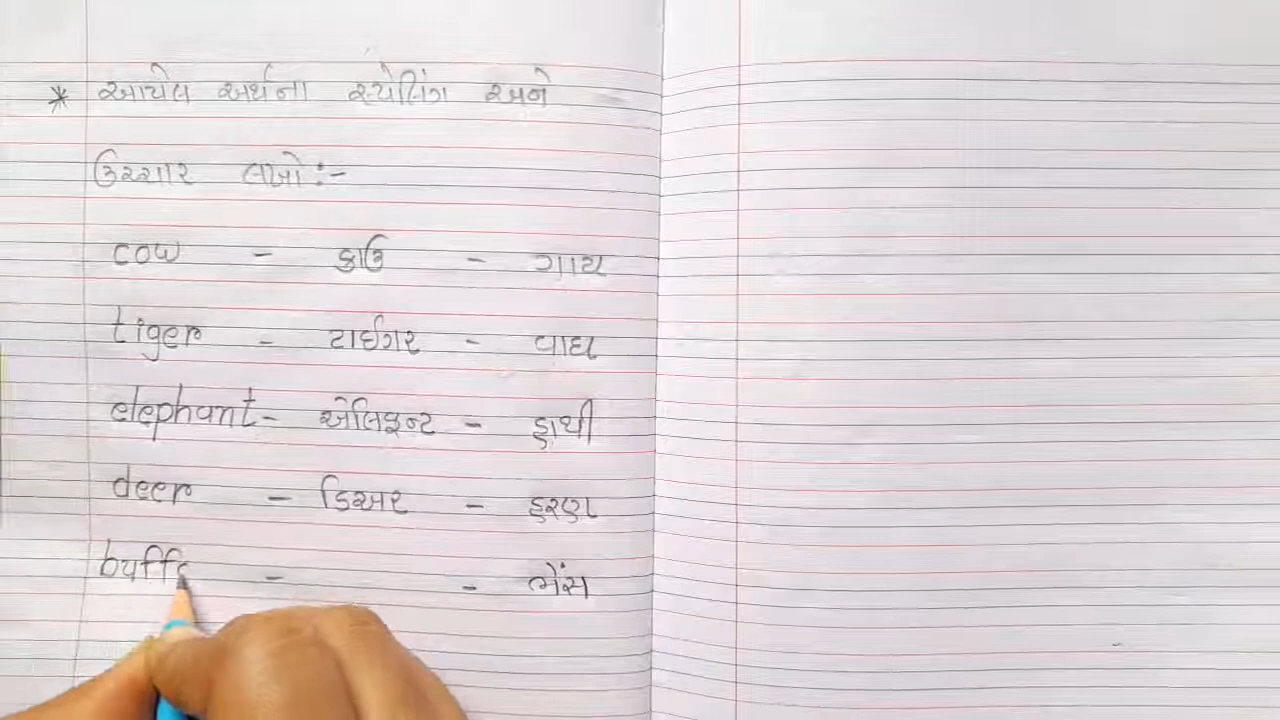 * આપેલ અર્થના સ્પેલિંગ અને
ઉચ્ચાર લખો:-
cow - કાઉ - ગાય
tiger - ટાઈગર - વાઘ
elephant - એલિફન્ટ - હાથી
deer - ડિઅર - હરણ
buff - - ભેંસ